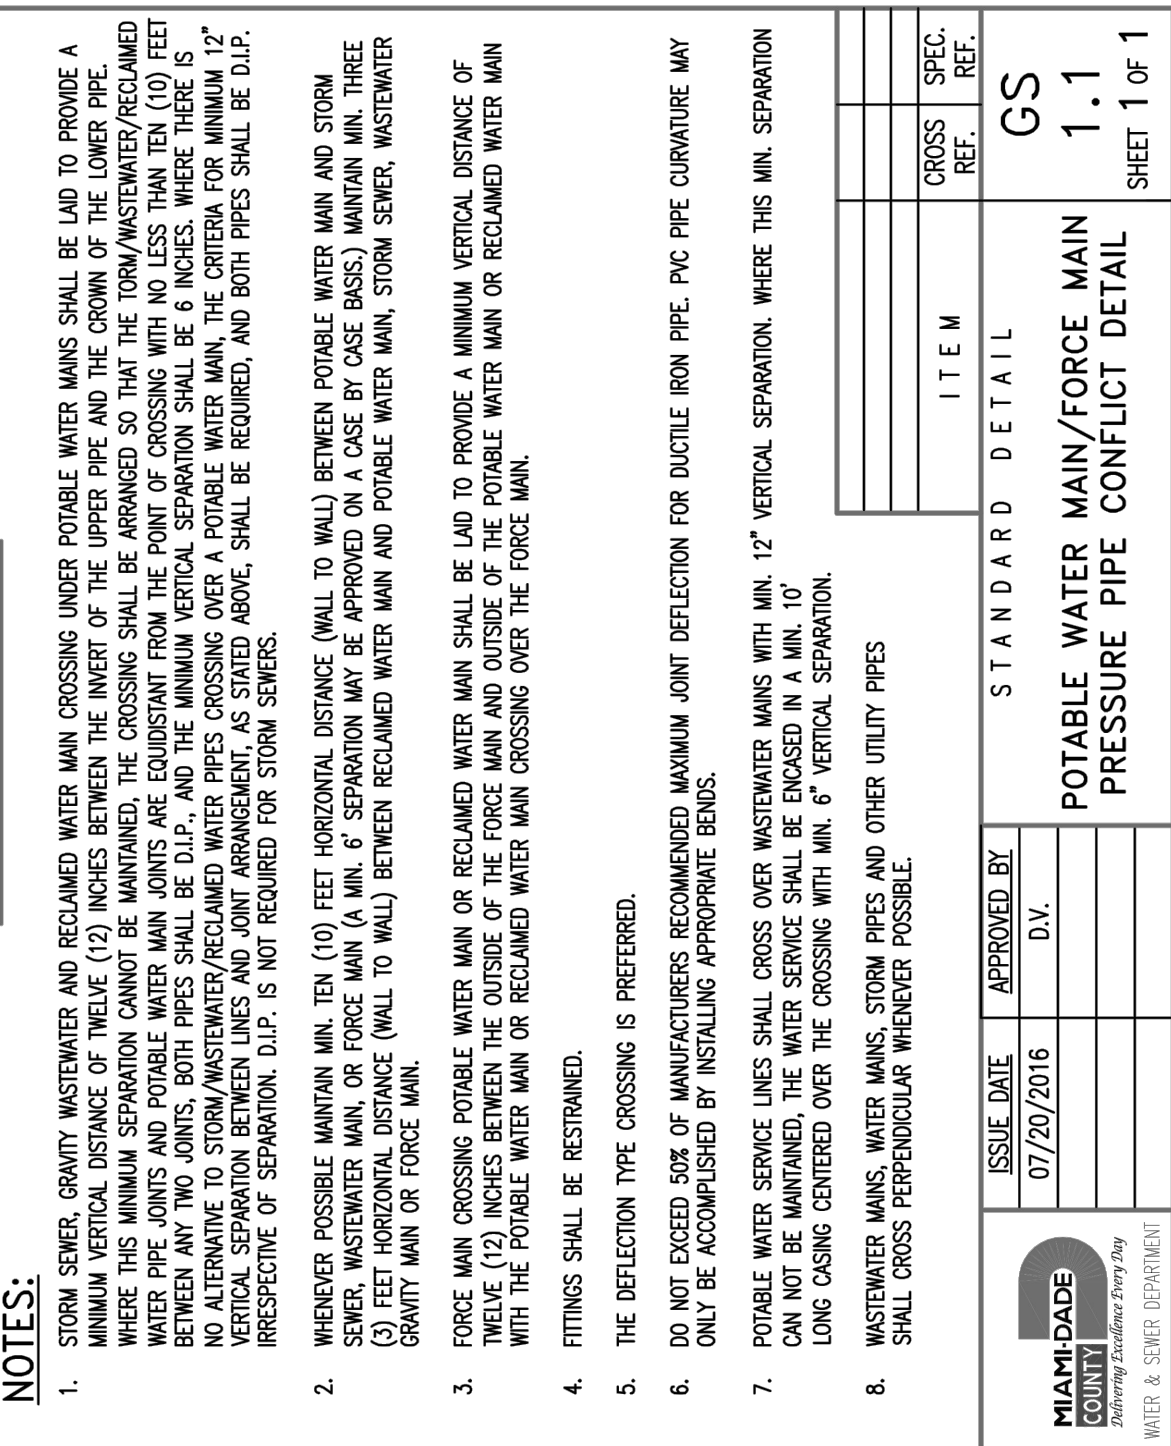 NOTES:
1. STORM SEWER, GRAVITY WASTEWATER AND RECLAIMED WATER MAIN CROSSING UNDER POTABLE WATER MAINS SHALL BE LAID TO PROVIDE A
MINIMUM VERTICAL DISTANCE OF TWELVE (12) INCHES BETWEEN THE INVERT OF THE UPPER PIPE AND THE CROWN OF THE LOWER PIPE.
WHERE THIS MINIMUM SEPARATION CANNOT BE MAINTAINED, THE CROSSING SHALL BE ARRANGED SO THAT THE TORM/WASTEWATER/RECLAIMED
WATER PIPE JOINTS AND POTABLE WATER MAIN JOINTS ARE EQUIDISTANT FROM THE POINT OF CROSSING WITH NO LESS THAN TEN (10) FEET
BETWEEN ANY TWO JOINTS, BOTH PIPES SHALL BE D.I.P., AND THE MINIMUM VERTICAL SEPARATION SHALL BE 6 INCHES. WHERE THERE IS
NO ALTERNATIVE TO STORM/WASTEWATER/RECLAIMED WATER PIPES CROSSING OVER A POTABLE WATER MAIN, THE CRITERIA FOR MINIMUM 12"
VERTICAL SEPARATION BETWEEN LINES AND JOINT ARRANGEMENT, AS STATED ABOVE, SHALL BE REQUIRED, AND BOTH PIPES SHALL BE D.I.P.
IRRESPECTIVE OF SEPARATION. D.I.P. IS NOT REQUIRED FOR STORM SEWERS.
2. WHENEVER POSSIBLE MAINTAIN MIN. TEN (10) FEET HORIZONTAL DISTANCE (WALL TO WALL) BETWEEN POTABLE WATER MAIN AND STORM
SEWER, WASTEWATER MAIN, OR FORCE MAIN (A MIN. 6' SEPARATION MAY BE APPROVED ON A CASE BY CASE BASIS.) MAINTAIN MIN. THREE
(3) FEET HORIZONTAL DISTANCE (WALL TO WALL) BETWEEN RECLAIMED WATER MAIN AND POTABLE WATER MAIN, STORM SEWER, WASTEWATER
GRAVITY MAIN OR FORCE MAIN.
3. FORCE MAIN CROSSING POTABLE WATER MAIN OR RECLAIMED WATER MAIN SHALL BE LAID TO PROVIDE A MINIMUM VERTICAL DISTANCE OF
TWELVE (12) INCHES BETWEEN THE OUTSIDE OF THE FORCE MAIN AND OUTSIDE OF THE POTABLE WATER MAIN OR RECLAIMED WATER MAIN
WITH THE POTABLE WATER MAIN OR RECLAIMED WATER MAIN CROSSING OVER THE FORCE MAIN.
4. FITTINGS SHALL BE RESTRAINED.
5. THE DEFLECTION TYPE CROSSING IS PREFERRED.
6. DO NOT EXCEED 50% OF MANUFACTURERS RECOMMENDED MAXIMUM JOINT DEFLECTION FOR DUCTILE IRON PIPE. PVC PIPE CURVATURE MAY
ONLY BE ACCOMPLISHED BY INSTALLING APPROPRIATE BENDS.
7. POTABLE WATER SERVICE LINES SHALL CROSS OVER WASTEWATER MAINS WITH MIN. 12" VERTICAL SEPARATION. WHERE THIS MIN. SEPARATION
CAN NOT BE MAINTAINED, THE WATER SERVICE SHALL BE ENCASED IN A MIN. 10'
LONG CASING CENTERED OVER THE CROSSING WITH MIN. 6" VERTICAL SEPARATION.
8. WASTEWATER MAINS, WATER MAINS, STORM PIPES AND OTHER UTILITY PIPES
SHALL CROSS PERPENDICULAR WHENEVER POSSIBLE.
ITEM
CROSS REF.
SPEC. REF.
MIAMI-DADE
COUNTY
Delivering Excellence Every Day
WATER & SEWER DEPARTMENT
ISSUE DATE
07/20/2016
APPROVED BY
D.V.
STANDARD DETAIL
POTABLE WATER MAIN/FORCE MAIN
PRESSURE PIPE CONFLICT DETAIL
GS
1.1
SHEET 1 OF 1